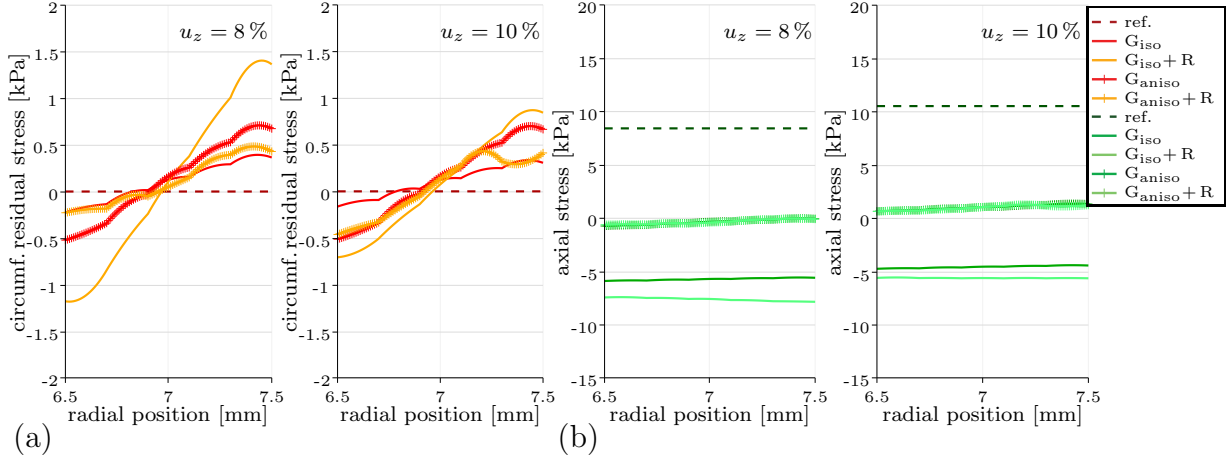 u_z = 8 %
circumf. residual stress [kPa]
2
1.5
1
0.5
0
-0.5
-1
-1.5
-2
6.5
7
7.5
radial position [mm]
(a)
u_z = 10 %
circumf. residual stress [kPa]
2
1.5
1
0.5
0
-0.5
-1
-1.5
-2
6.5
7
7.5
radial position [mm]
u_z = 8 %
axial stress [kPa]
20
15
10
5
0
-5
-10
-15
6.5
7
7.5
radial position [mm]
(b)
u_z = 10 %
axial stress [kPa]
20
15
10
5
0
-5
-10
-15
6.5
7
7.5
radial position [mm]
ref.
G_iso
G_iso + R
G_aniso
G_aniso + R
ref.
G_iso
G_iso + R
G_aniso
G_aniso + R